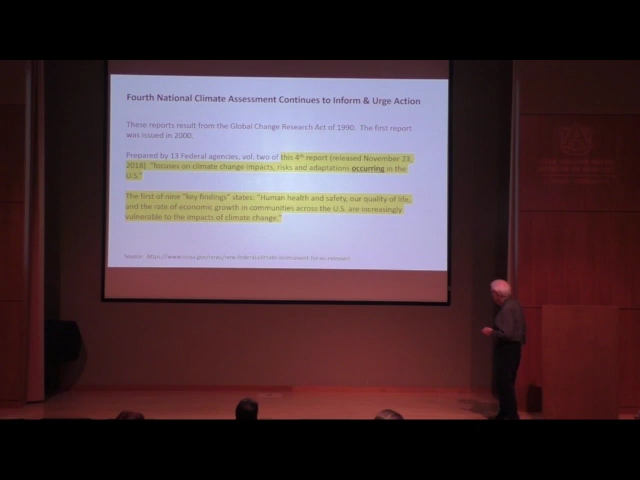 Fourth National Climate Assessment Continues to Inform & Urge Action
These reports result from the Global Change Research Act of 1990. The first report
was issued in 2000.
Prepared by 13 Federal agencies, vol. two of this 4th report (released November 23,
2018) "focuses on climate change impacts, risks and adaptations occurring in the
U.S."
The first of nine "key findings" states: "Human health and safety, our quality of life,
and the rate of economic growth in communities across the U.S. are increasingly
vulnerable to the impacts of climate change."
Source: